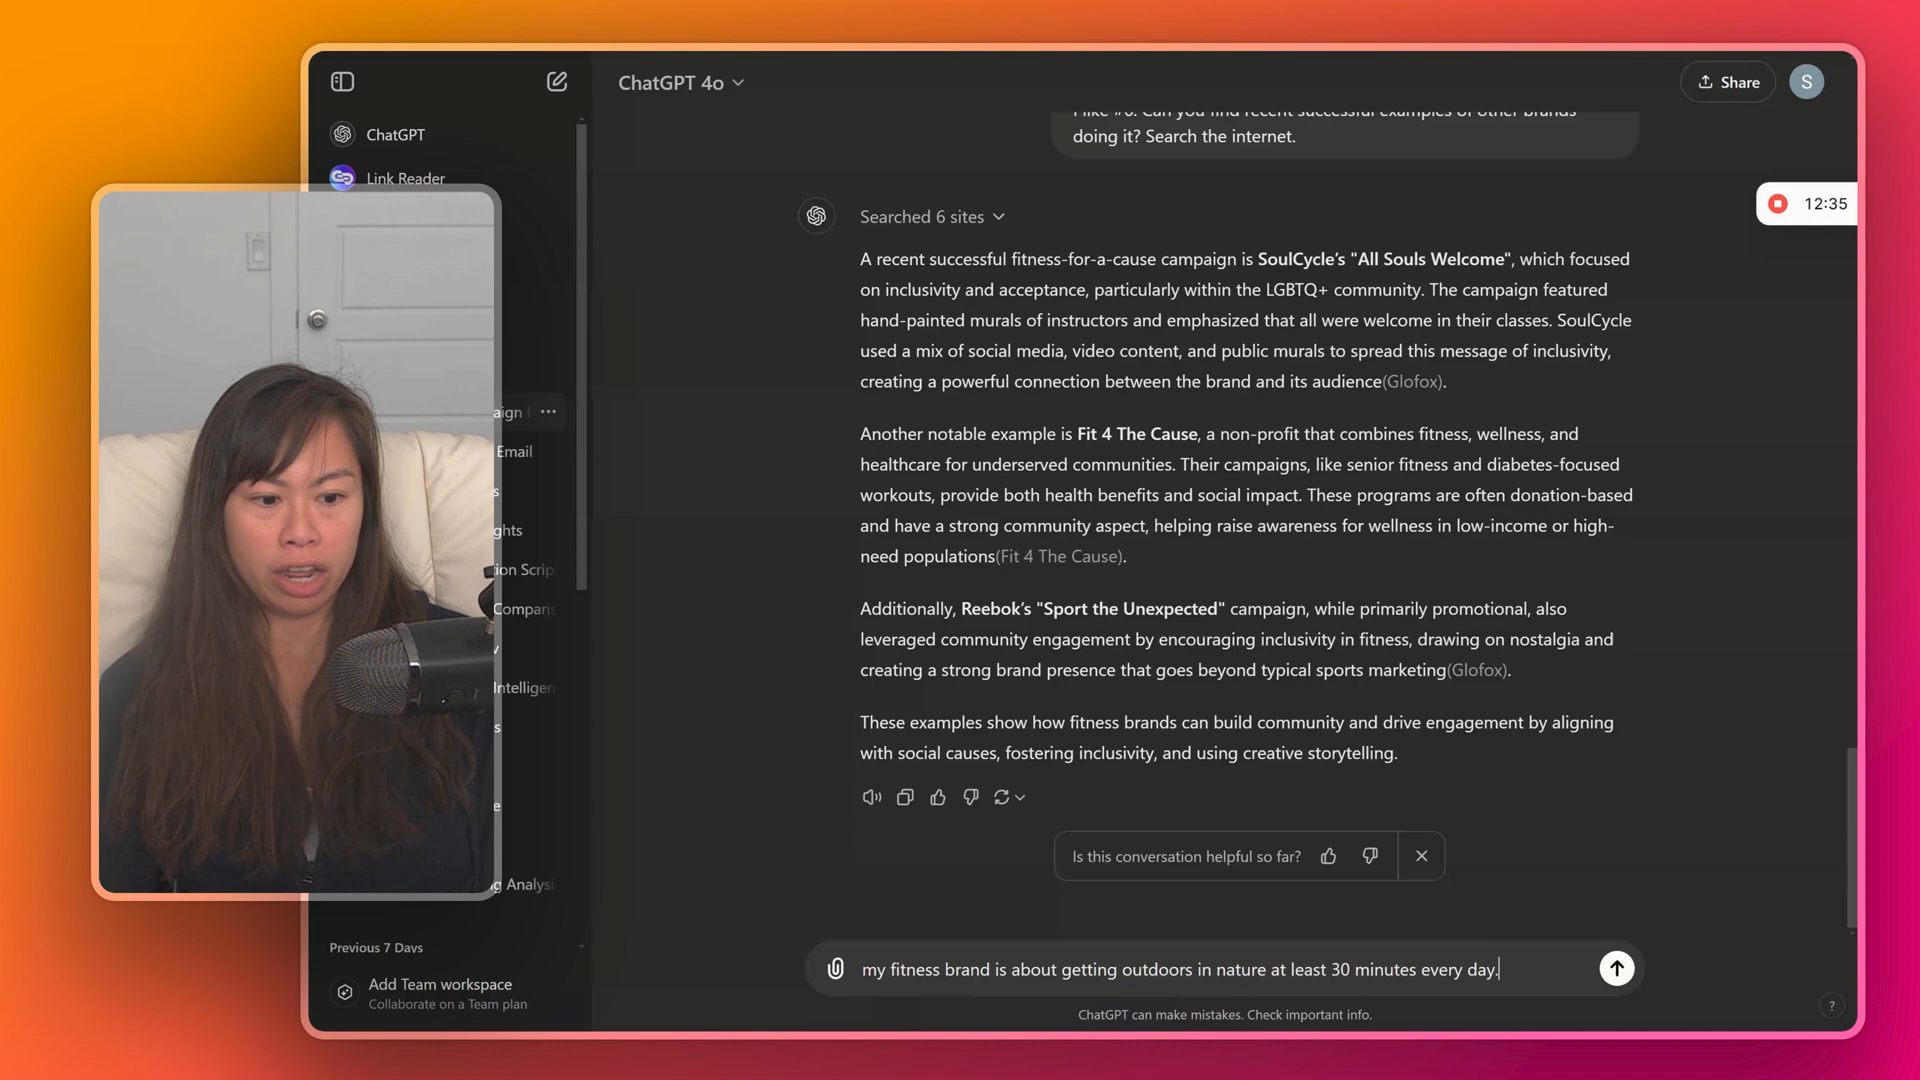 ChatGPT 4o
Share
S
ChatGPT
Link Reader
doing it? Search the internet.
12:35
Searched 6 sites
A recent successful fitness-for-a-cause campaign is SoulCycle's "All Souls Welcome", which focused
on inclusivity and acceptance, particularly within the LGBTQ+ community. The campaign featured
hand-painted murals of instructors and emphasized that all were welcome in their classes. SoulCycle
used a mix of social media, video content, and public murals to spread this message of inclusivity,
creating a powerful connection between the brand and its audience(Glofox).
Another notable example is Fit 4 The Cause, a non-profit that combines fitness, wellness, and
healthcare for underserved communities. Their campaigns, like senior fitness and diabetes-focused
workouts, provide both health benefits and social impact. These programs are often donation-based
and have a strong community aspect, helping raise awareness for wellness in low-income or high-
need populations(Fit 4 The Cause).
Additionally, Reebok's "Sport the Unexpected" campaign, while primarily promotional, also
leveraged community engagement by encouraging inclusivity in fitness, drawing on nostalgia and
creating a strong brand presence that goes beyond typical sports marketing(Glofox).
These examples show how fitness brands can build community and drive engagement by aligning
with social causes, fostering inclusivity, and using creative storytelling.
Is this conversation helpful so far?
my fitness brand is about getting outdoors in nature at least 30 minutes every day.
ChatGPT can make mistakes. Check important info.
?
Email
Previous 7 Days
Add Team workspace
Collaborate on a Team plan